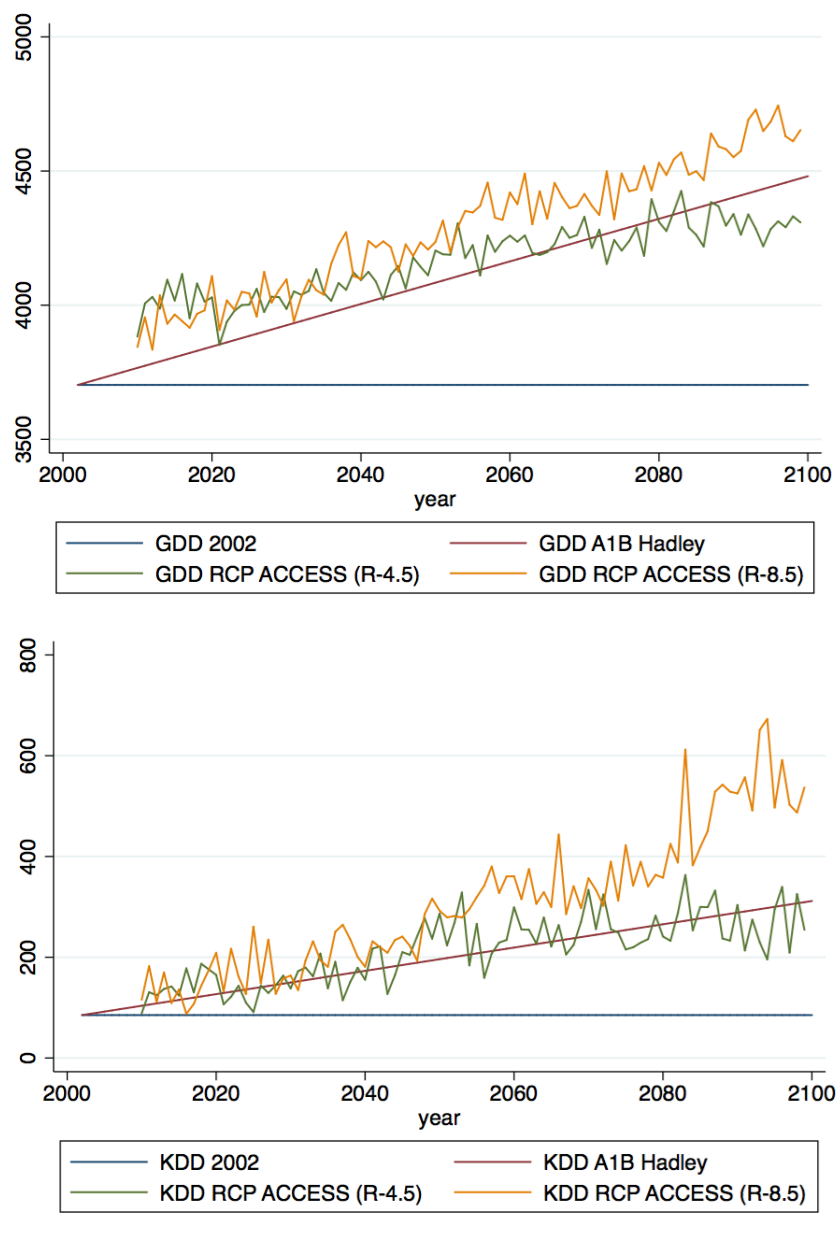 5000
4500
4000
3500
2000 2020 2040 2060 2080 2100
year
GDD 2002 GDD A1B Hadley
GDD RCP ACCESS (R-4.5) GDD RCP ACCESS (R-8.5)
800
600
400
200
0
2000 2020 2040 2060 2080 2100
year
KDD 2002 KDD A1B Hadley
KDD RCP ACCESS (R-4.5) KDD RCP ACCESS (R-8.5)